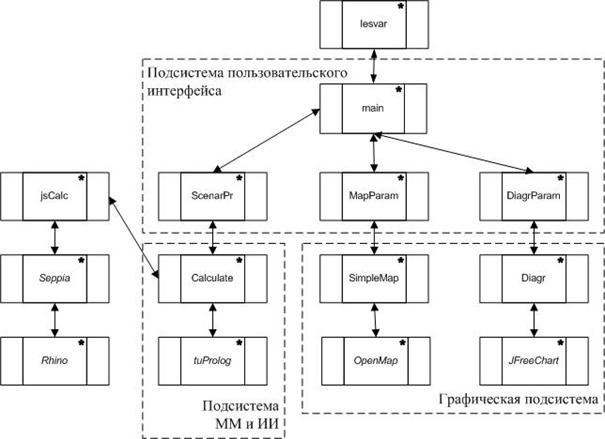 lesvar
*
Подсистема пользовательского
интерфейса
main
*
jsCalc
*
ScenarPr
*
MapParam
*
DiagrParam
*
Seppia
*
Calculate
*
SimpleMap
*
Diagr
*
Rhino
*
tuProlog
*
OpenMap
*
JFreeChart
*
Подсистема
ММ и ИИ
Графическая подсистема